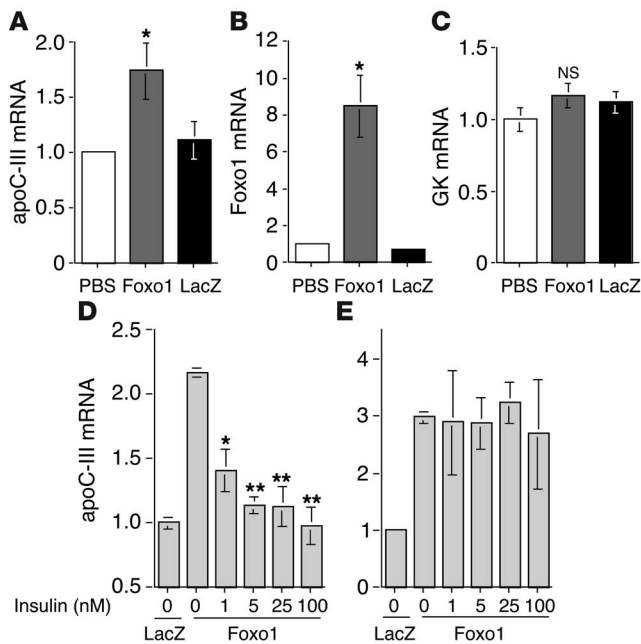 A
apoC-III mRNA
2.0
1.5
1.0
0.5
0
*
PBS Foxo1 LacZ
B
Foxo1 mRNA
12
10
8
6
4
2
0
*
PBS Foxo1 LacZ
C
GK mRNA
1.5
1.0
0.5
0
NS
PBS Foxo1 LacZ
D
apoC-III mRNA
2.5
2.0
1.5
1.0
0.5
*
**
**
**
Insulin (nM) 0 0 1 5 25 100
LacZ Foxo1
E
4
3
2
1
0
0 0 1 5 25 100
LacZ Foxo1